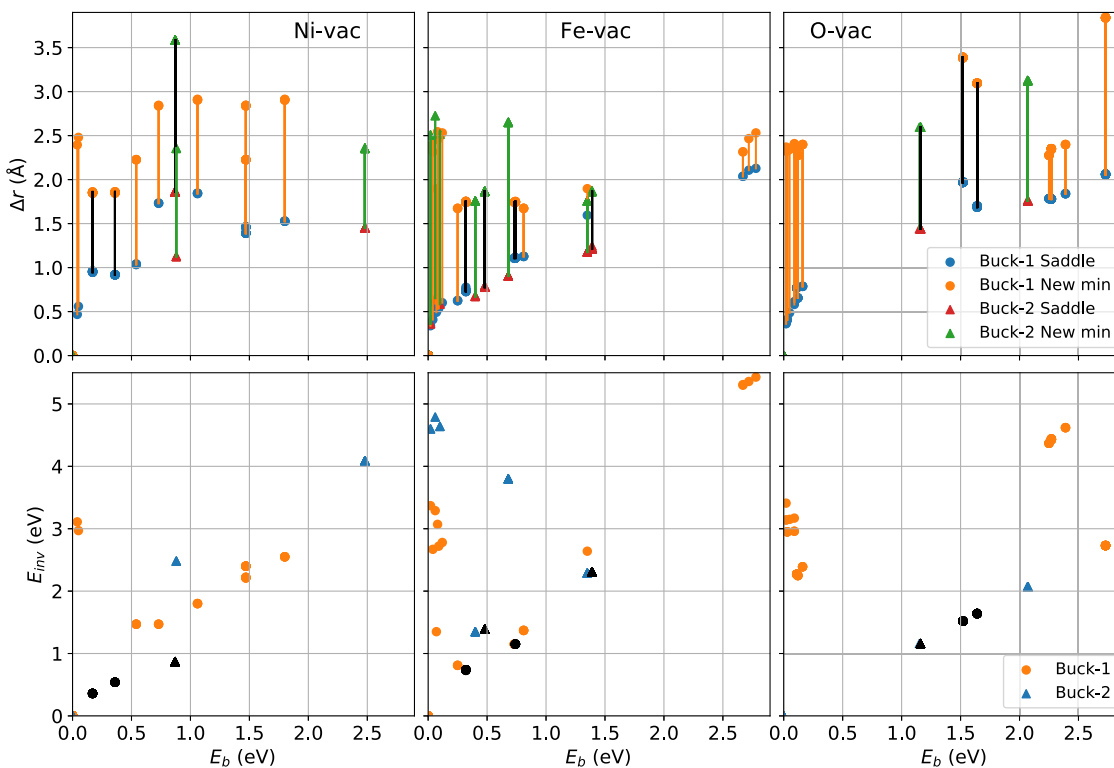 Ni-vac
Fe-vac
O-vac
Δr (Å)
3.5
3.0
2.5
2.0
1.5
1.0
0.5
0.0
Buck-1 Saddle
Buck-1 New min
Buck-2 Saddle
Buck-2 New min
E_inv (eV)
5
4
3
2
1
0
Buck-1
Buck-2
0.0 0.5 1.0 1.5 2.0 2.5
0.0 0.5 1.0 1.5 2.0 2.5
0.0 0.5 1.0 1.5 2.0 2.5
E_b (eV)
E_b (eV)
E_b (eV)